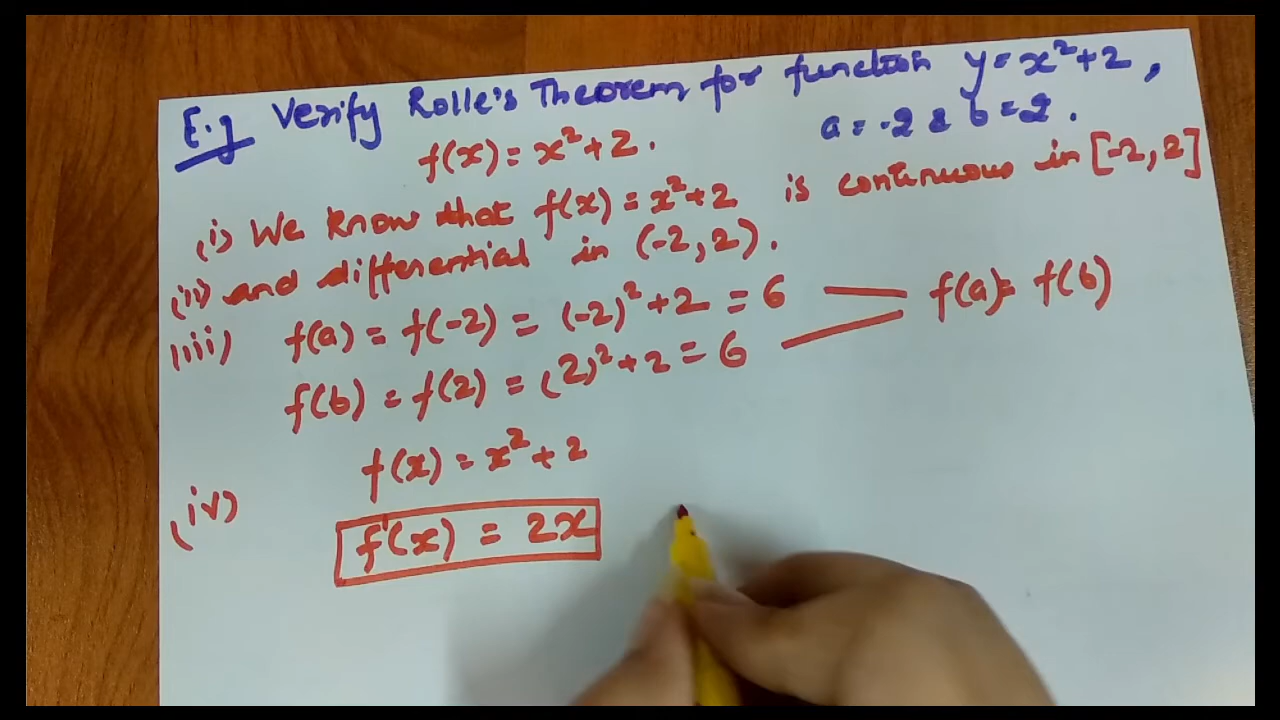 E.g Verify Rolle's Theorem for function y = x²+2,
a = -2 & b = 2.
f(x) = x²+2.
(i) We know that f(x) = x²+2 is continuous in [-2, 2]
(ii) and differential in (-2, 2).
(iii) f(a) = f(-2) = (-2)²+2 = 6
f(a) = f(b)
f(b) = f(2) = (2)²+2 = 6
f(x) = x²+2
(iv)
f'(x) = 2x